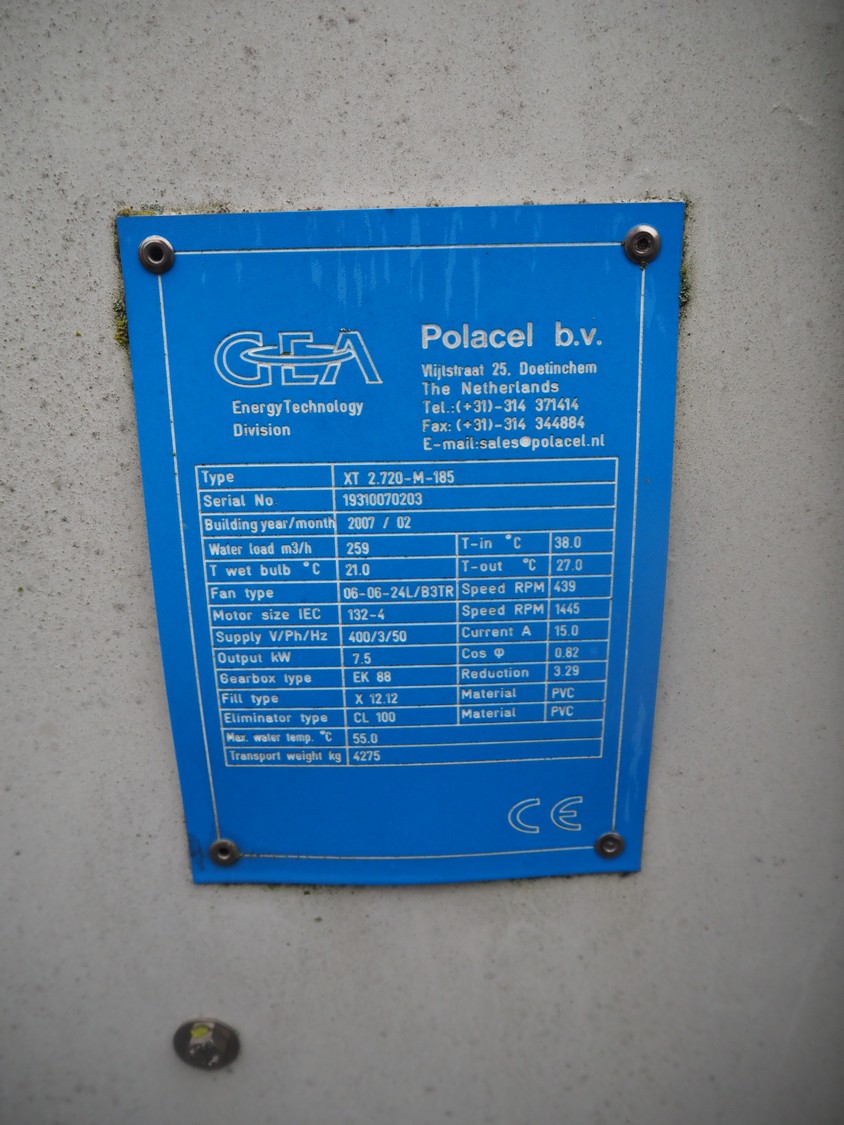 GEA
Energy Technology
Division
Polacel b.v.
Vlijtstraat 25. Doetinchem
The Netherlands
Tel.:(+31)-314 371414
Fax: (+31)-314 344884
E-mail:sales@polacel.nl
Type XT 2.720-M-185
Serial No 19310070203
Building year/month 2007 / 02
Water load m3/h 259 T-in °C 38.0
T wet bulb °C 21.0 T-out °C 27.0
Fan type 06-06-24L/B3TR Speed RPM 439
Motor size IEC 132-4 Speed RPM 1445
Supply V/Ph/Hz 400/3/50 Current A 15.0
Output kW 7.5 Cos φ 0.82
Gearbox type EK 88 Reduction 3.29
Fill type X 12.12 Material PVC
Eliminator type CL 100 Material PVC
Max. water temp. °C 55.0
Transport weight kg 4275
CE